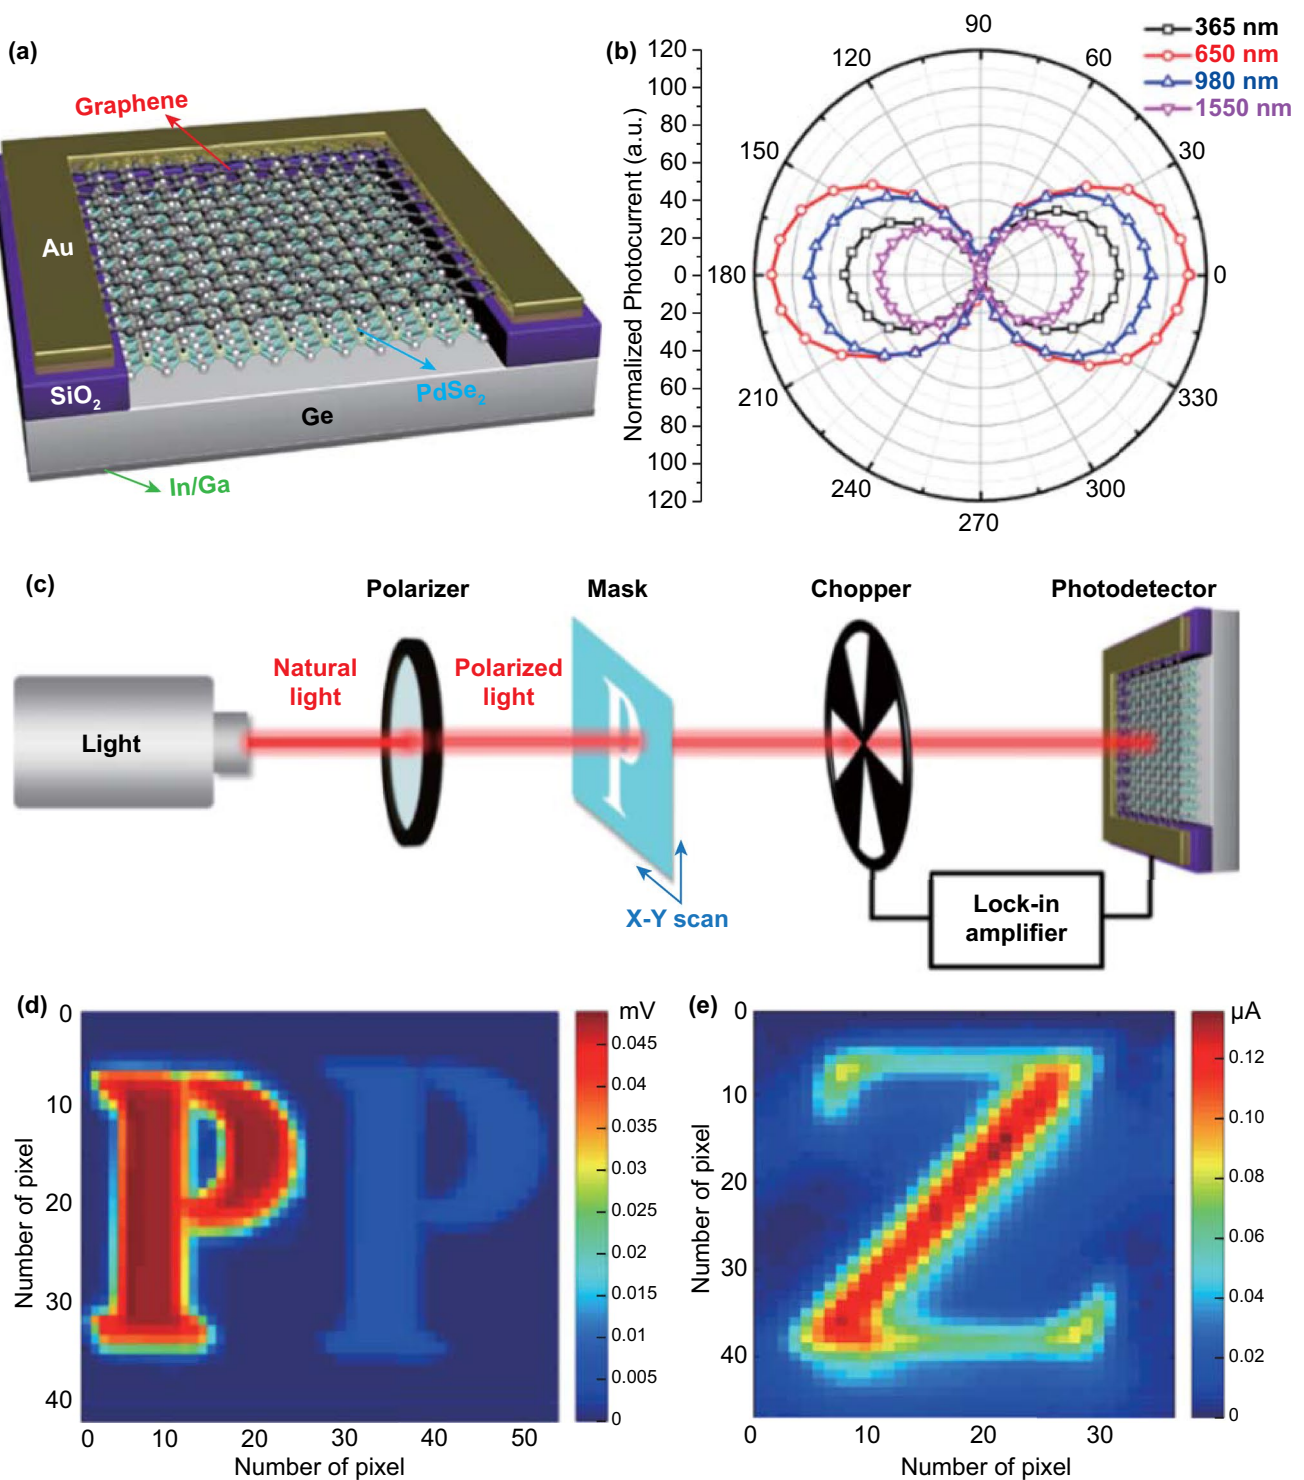 (a)
Graphene
Au
SiO2
PdSe2
Ge
In/Ga
(b)
365 nm
650 nm
980 nm
1550 nm
Normalized Photocurrent (a.u.)
120
100
80
60
40
20
0
20
40
60
80
100
120
90
120
60
150
30
180
0
210
330
240
300
270
(c)
Polarizer
Mask
Chopper
Photodetector
Natural
light
Polarized
light
Light
P
X-Y scan
Lock-in
amplifier
(d)
mV
0
10
20
30
40
Number of pixel
P P
0.045
0.04
0.035
0.03
0.025
0.02
0.015
0.01
0.005
0
0 10 20 30 40 50
Number of pixel
(e)
µA
0
10
20
30
40
Number of pixel
Z
0.12
0.10
0.08
0.06
0.04
0.02
0
0 10 20 30
Number of pixel